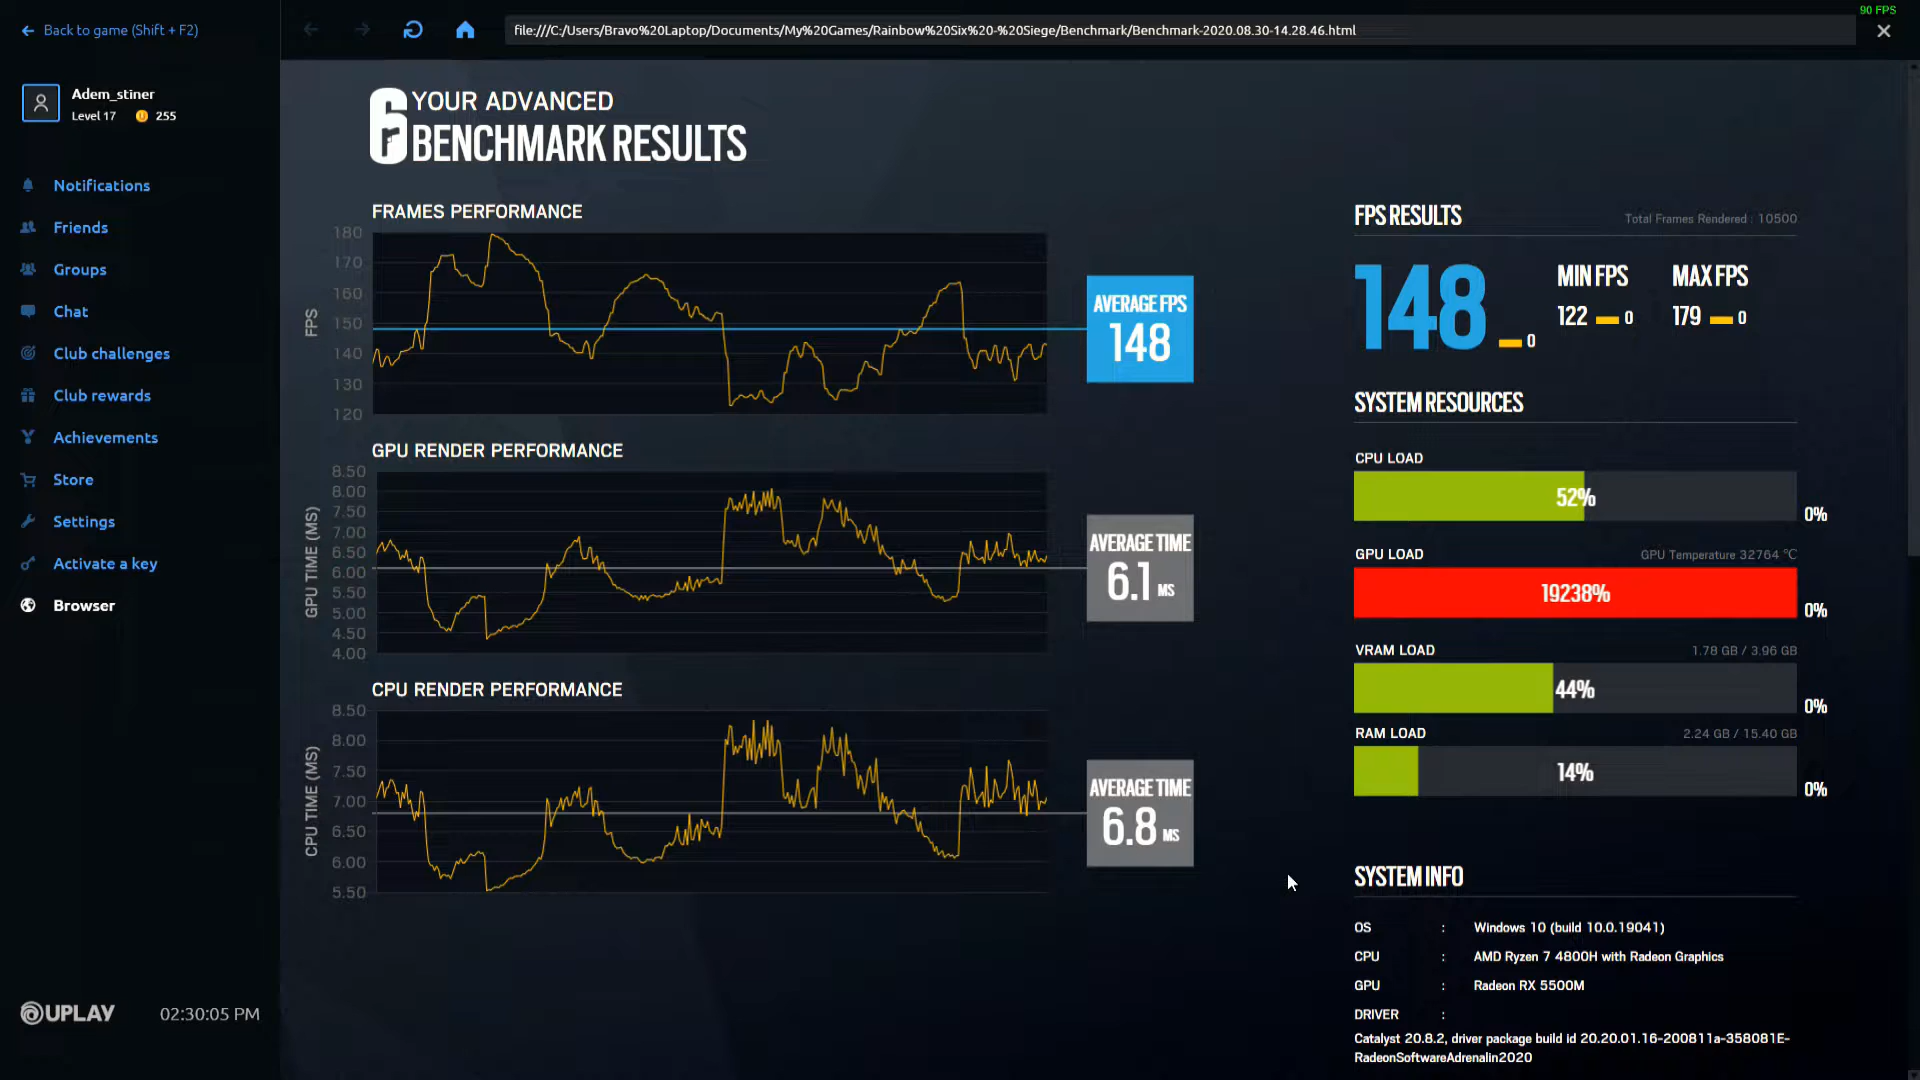 90 FPS
Back to game (Shift + F2)
file:///C:/Users/Bravo%20Laptop/Documents/My%20Games/Rainbow%20Six%20-%20Siege/Benchmark/Benchmark-2020.08.30-14.28.46.html
Adem_stiner
Level 17 255
Notifications
Friends
Groups
Chat
Club challenges
Club rewards
Achievements
Store
Settings
Activate a key
Browser
UPLAY 02:30:05 PM
6 YOUR ADVANCED
BENCHMARK RESULTS
FRAMES PERFORMANCE
FPS
180
170
160
150
140
130
120
AVERAGE FPS
148
GPU RENDER PERFORMANCE
GPU TIME (MS)
8.50
8.00
7.50
7.00
6.50
6.00
5.50
5.00
4.50
4.00
AVERAGE TIME
6.1 MS
CPU RENDER PERFORMANCE
CPU TIME (MS)
8.50
8.00
7.50
7.00
6.50
6.00
5.50
AVERAGE TIME
6.8 MS
FPS RESULTS Total Frames Rendered : 10500
148 0
MIN FPS MAX FPS
122 0 179 0
SYSTEM RESOURCES
CPU LOAD
52% 0%
GPU LOAD GPU Temperature 32764 °C
19238% 0%
VRAM LOAD 1.78 GB / 3.96 GB
44% 0%
RAM LOAD 2.24 GB / 15.40 GB
14% 0%
SYSTEM INFO
OS : Windows 10 (build 10.0.19041)
CPU : AMD Ryzen 7 4800H with Radeon Graphics
GPU : Radeon RX 5500M
DRIVER :
Catalyst 20.8.2, driver package build id 20.20.01.16-200811a-358081E-
RadeonSoftwareAdrenalin2020